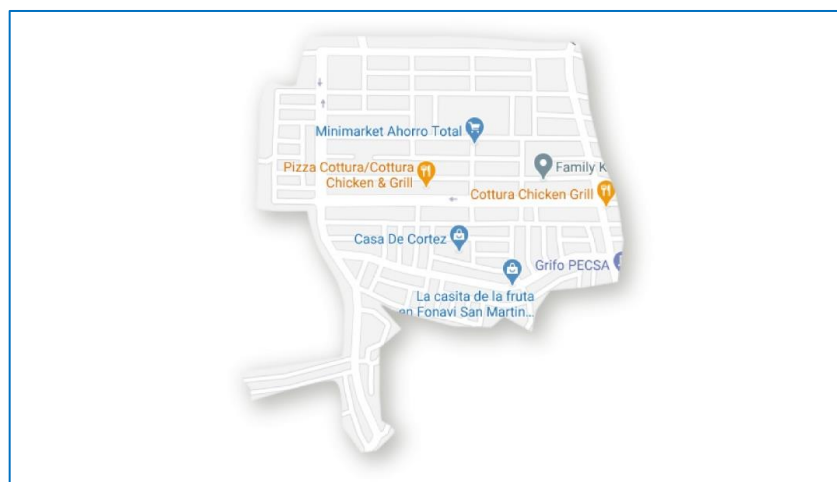 Minimarket Ahorro Total
Pizza Cottura/Cottura
Chicken & Grill
Family K
Cottura Chicken Grill
Casa De Cortez
Grifo PECSA
La casita de la fruta
en Fonavi San Martin...